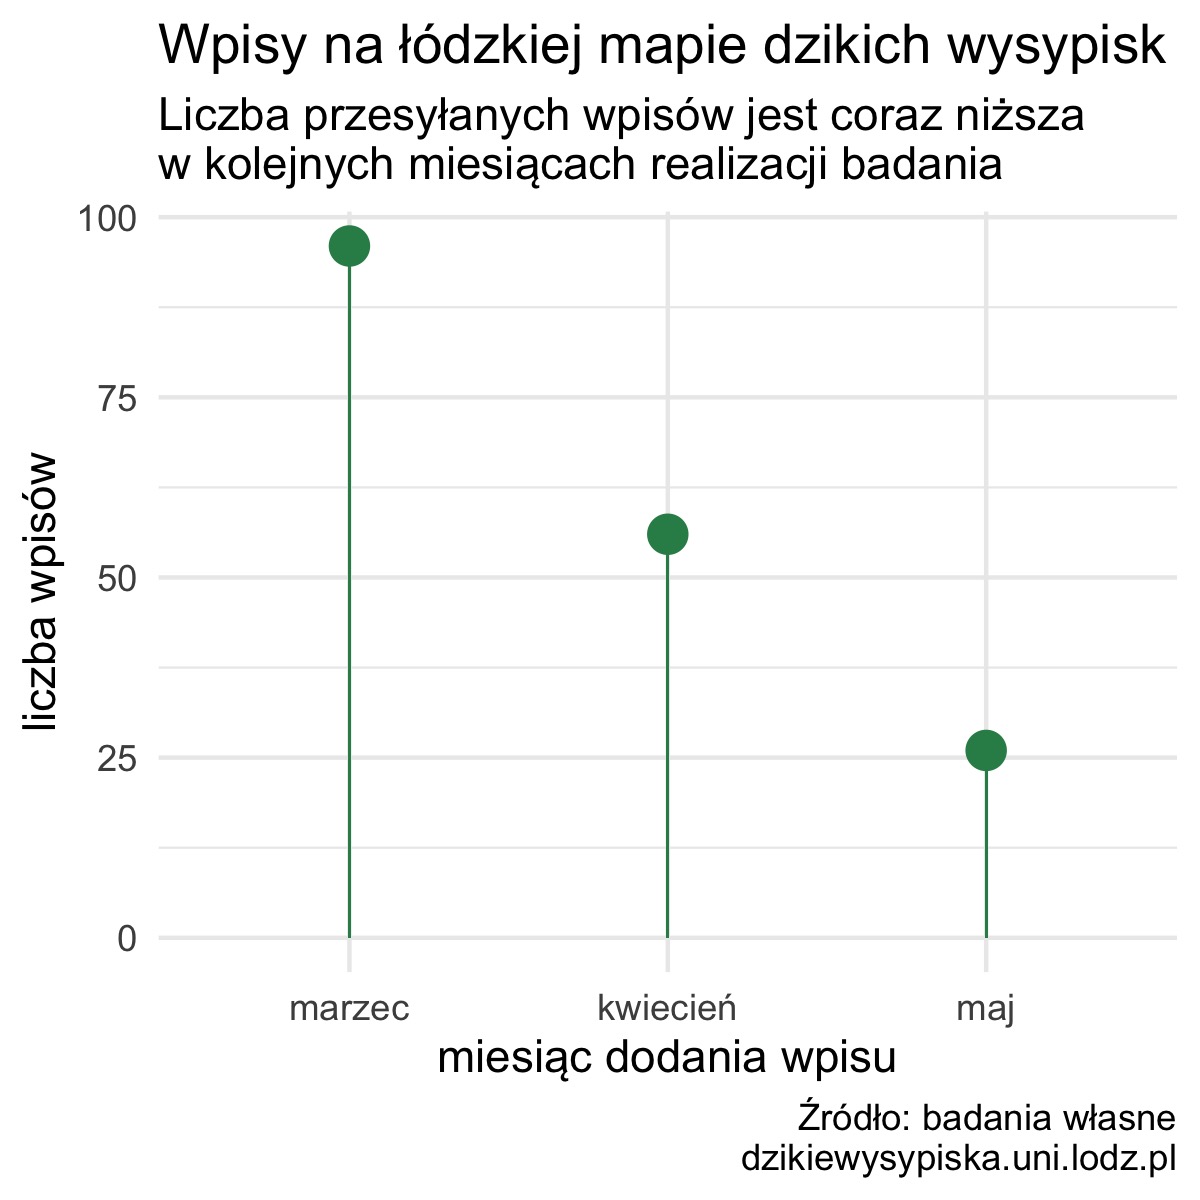 Wpisy na łódzkiej mapie dzikich wysypisk
Liczba przesyłanych wpisów jest coraz niższa
w kolejnych miesiącach realizacji badania
100
75
50
25
0
liczba wpisów
marzec kwiecień maj
miesiąc dodania wpisu
Źródło: badania własne
dzikiewysypiska.uni.lodz.pl